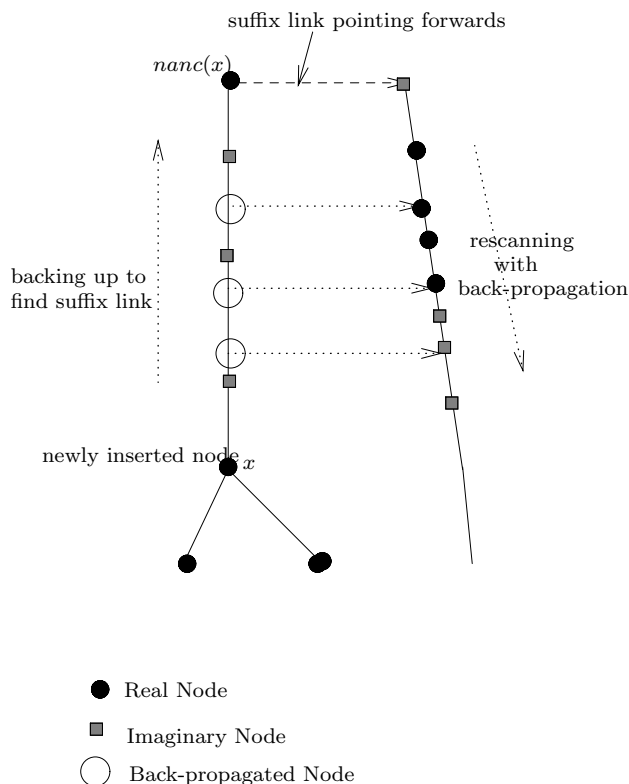 suffix link pointing forwards
nanc(x)
rescanning
with
back-propagation
backing up to
find suffix link
newly inserted node x
Real Node
Imaginary Node
Back-propagated Node